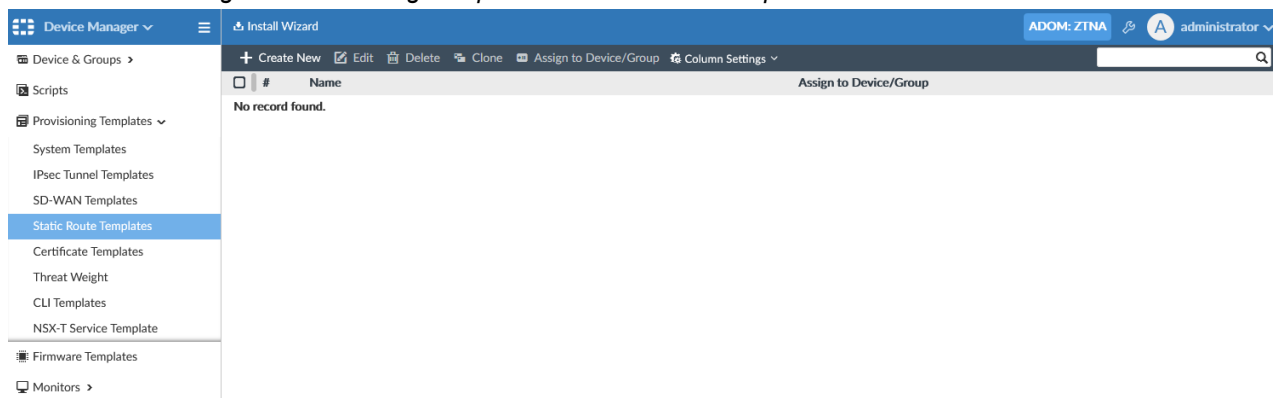 Device Manager
Install Wizard
ADOM: ZTNA
A
administrator
Device & Groups
Scripts
Provisioning Templates
System Templates
IPsec Tunnel Templates
SD-WAN Templates
Static Route Templates
Certificate Templates
Threat Weight
CLI Templates
NSX-T Service Template
Firmware Templates
Monitors
Create New Edit Delete Clone Assign to Device/Group Column Settings
# Name Assign to Device/Group
No record found.